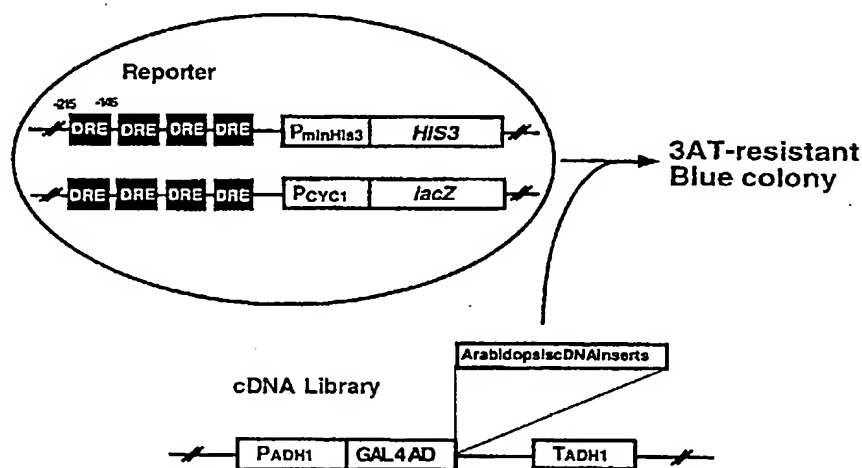 Reporter
-215 -145
DRE DRE DRE DRE PminHis3 HIS3
DRE DRE DRE DRE PCYC1 lacZ
3AT-resistant
Blue colony
ArabidopsiscDNAinserts
cDNA Library
PADH1 GAL4AD TADH1